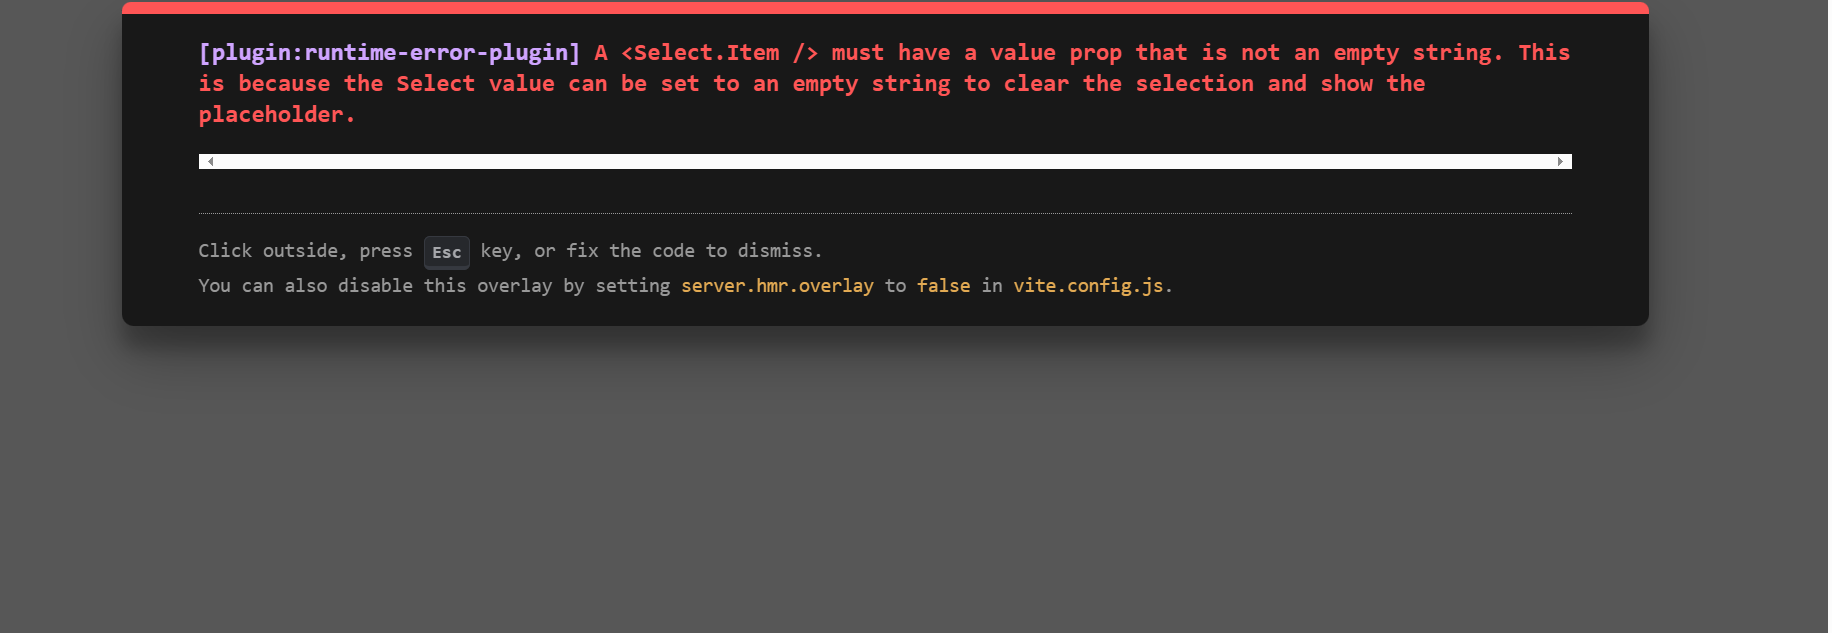 [plugin:runtime-error-plugin] A <Select.Item /> must have a value prop that is not an empty string. This
is because the Select value can be set to an empty string to clear the selection and show the
placeholder.
Click outside, press Esc key, or fix the code to dismiss.
You can also disable this overlay by setting server.hmr.overlay to false in vite.config.js.